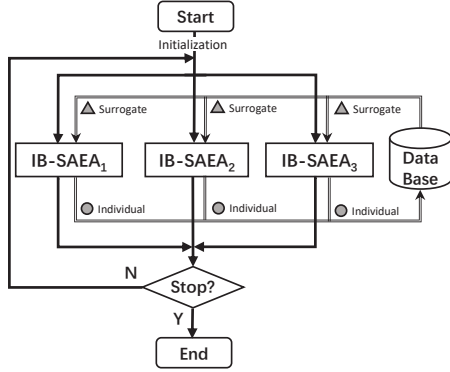 Start
Initialization
Surrogate
Surrogate
Surrogate
IB-SAEA1
IB-SAEA2
IB-SAEA3
Data
Base
Individual
Individual
Individual
N
Stop?
Y
End